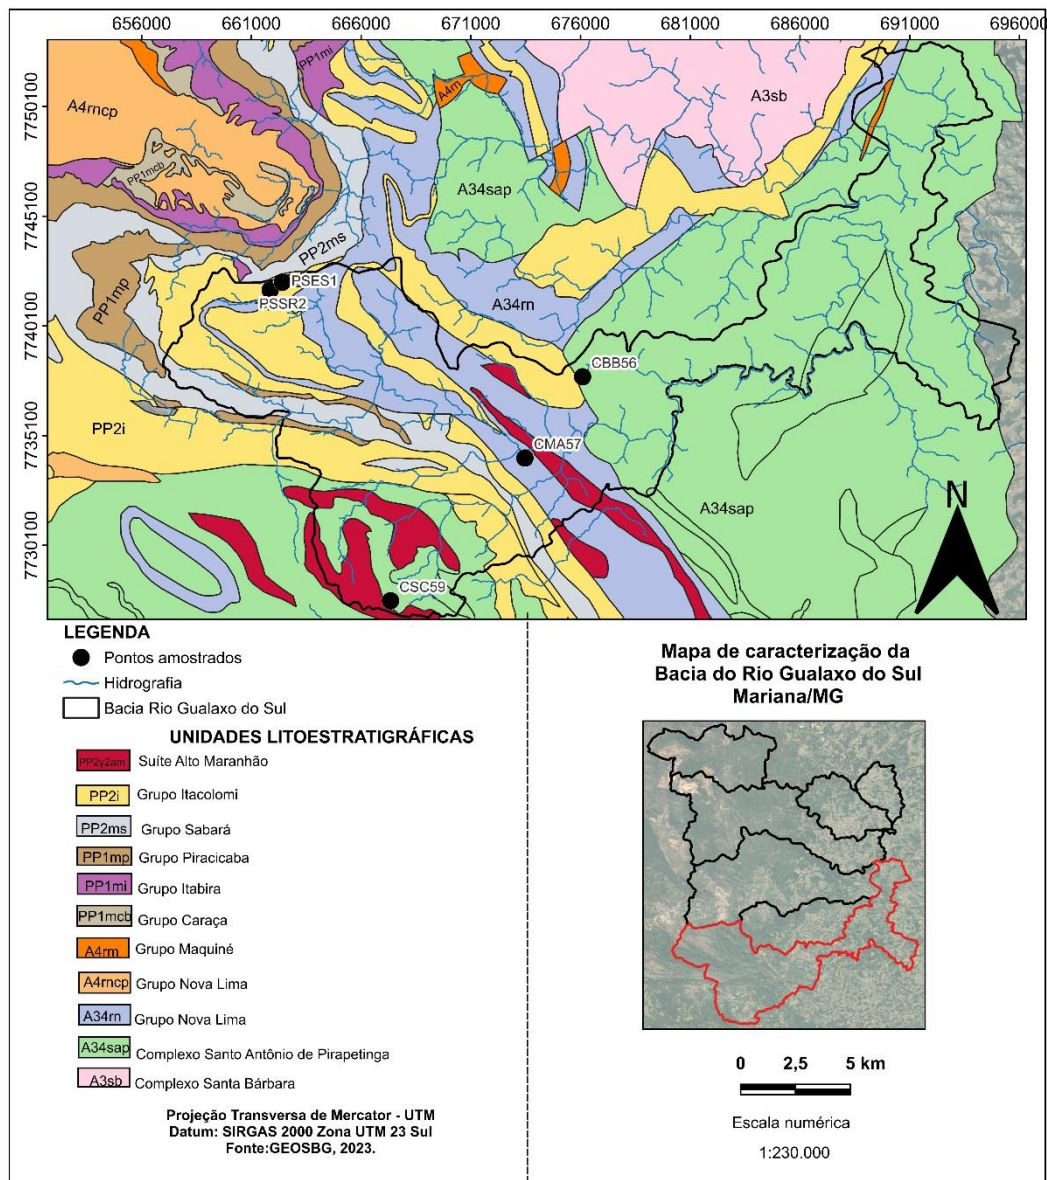 656000 661000 666000 671000 676000 681000 686000 691000 696000
7750100
7745100
7740100
7735100
7730100
PP1mi
A4rncp
A4rn
A3sb
PP1mcb
A34sap
PP2ms
PP1mp
PSES1
PSSR2
A34rn
CBB56
PP2i
CMA57
A34sap
N
CSC59
LEGENDA
Pontos amostrados
Hidrografia
Bacia Rio Gualaxo do Sul
UNIDADES LITOESTRATIGRÁFICAS
PP2γ2am Suíte Alto Maranhão
PP2i Grupo Itacolomi
PP2ms Grupo Sabará
PP1mp Grupo Piracicaba
PP1mi Grupo Itabira
PP1mcb Grupo Caraça
A4rm Grupo Maquiné
A4rncp Grupo Nova Lima
A34rn Grupo Nova Lima
A34sap Complexo Santo Antônio de Pirapetinga
A3sb Complexo Santa Bárbara
Projeção Transversa de Mercator - UTM
Datum: SIRGAS 2000 Zona UTM 23 Sul
Fonte:GEOSBG, 2023.
Mapa de caracterização da
Bacia do Rio Gualaxo do Sul
Mariana/MG
0 2,5 5 km
Escala numérica
1:230.000